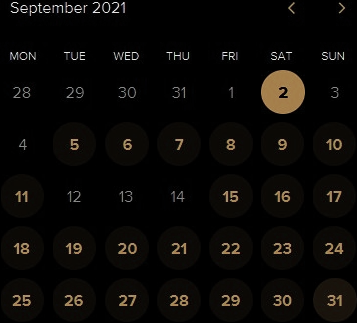 September 2021
MON TUE WED THU FRI SAT SUN
28 29 30 31 1 2 3
4 5 6 7 8 9 10
11 12 13 14 15 16 17
18 19 20 21 22 23 24
25 26 27 28 29 30 31